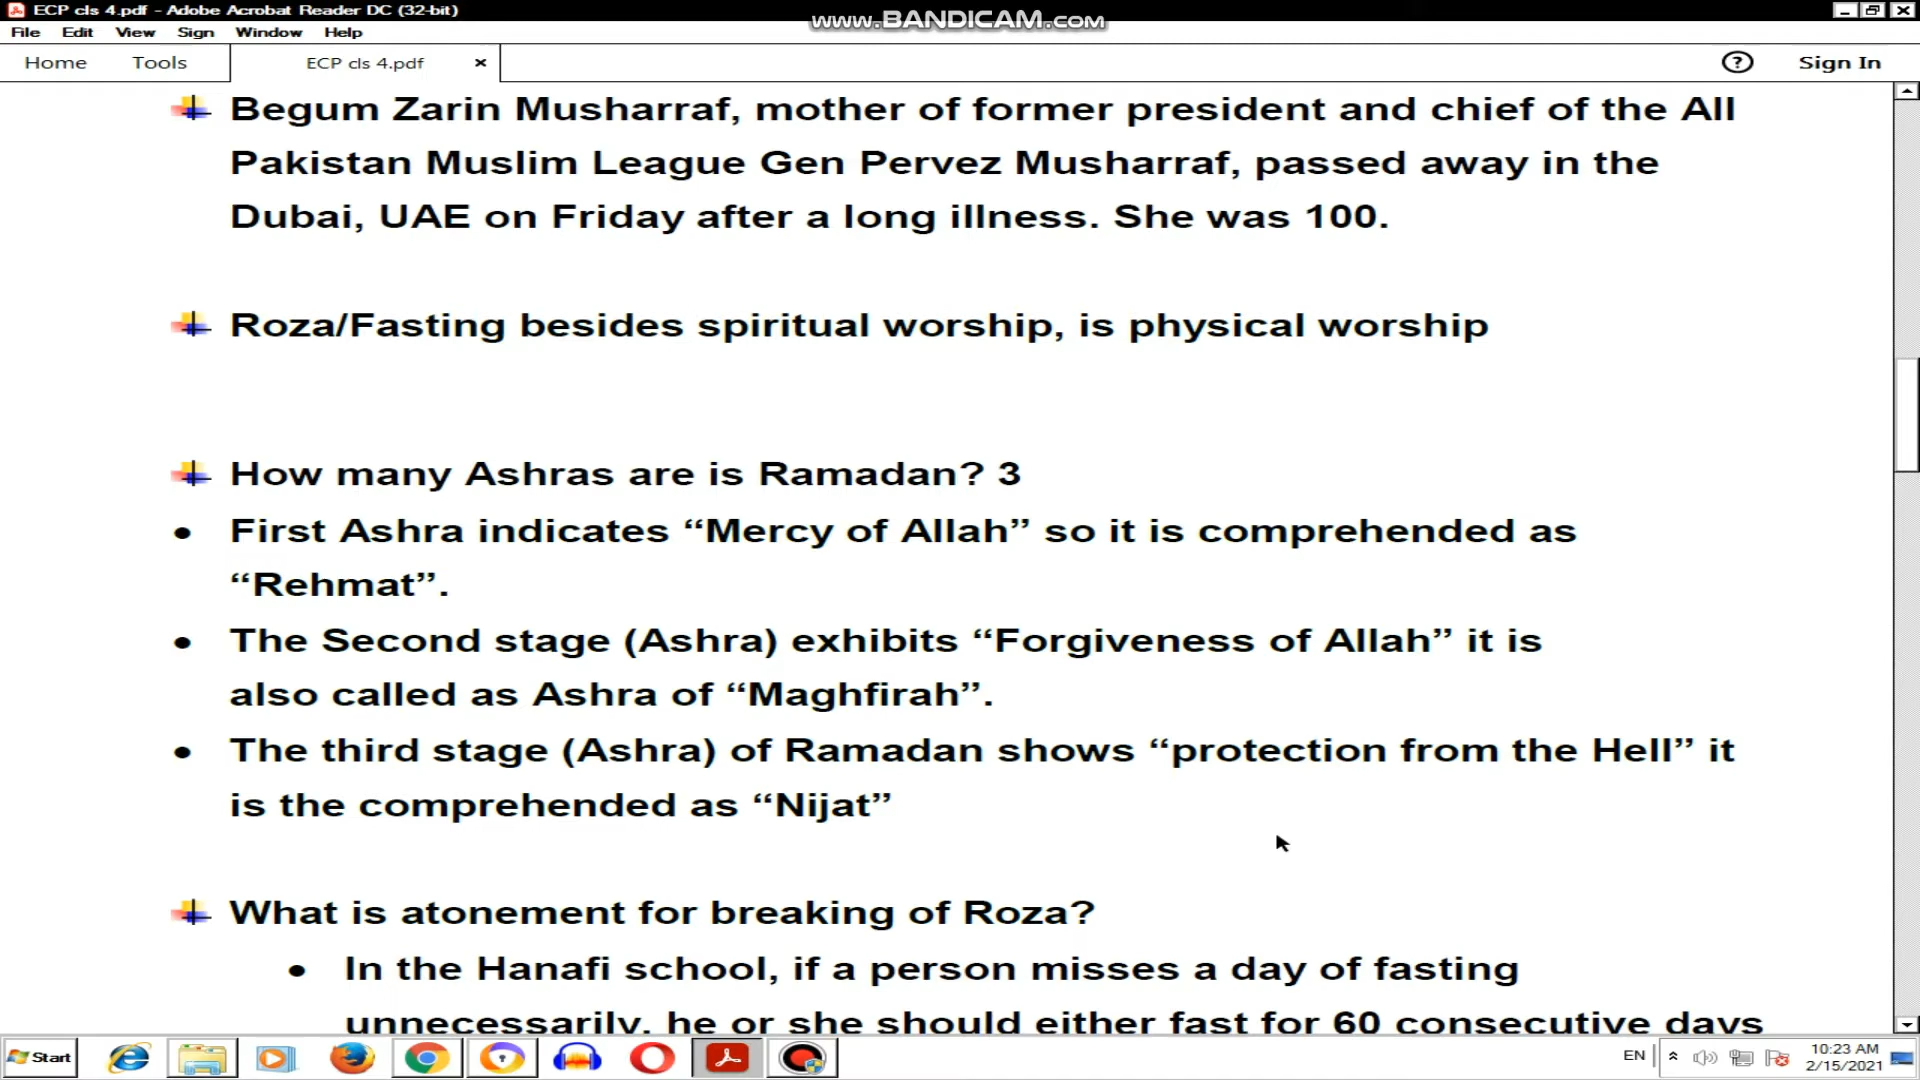 ECP cls 4.pdf - Adobe Acrobat Reader DC (32-bit)
www.BANDICAM.com
File Edit View Sign Window Help
Home Tools ECP cls 4.pdf × ? Sign In
Begum Zarin Musharraf, mother of former president and chief of the All
Pakistan Muslim League Gen Pervez Musharraf, passed away in the
Dubai, UAE on Friday after a long illness. She was 100.
Roza/Fasting besides spiritual worship, is physical worship
How many Ashras are is Ramadan? 3
• First Ashra indicates “Mercy of Allah” so it is comprehended as
“Rehmat”.
• The Second stage (Ashra) exhibits “Forgiveness of Allah” it is
also called as Ashra of “Maghfirah”.
• The third stage (Ashra) of Ramadan shows “protection from the Hell” it
is the comprehended as “Nijat”
What is atonement for breaking of Roza?
• In the Hanafi school, if a person misses a day of fasting
unnecessarily, he or she should either fast for 60 consecutive days
Start EN 10:23 AM
2/15/2021